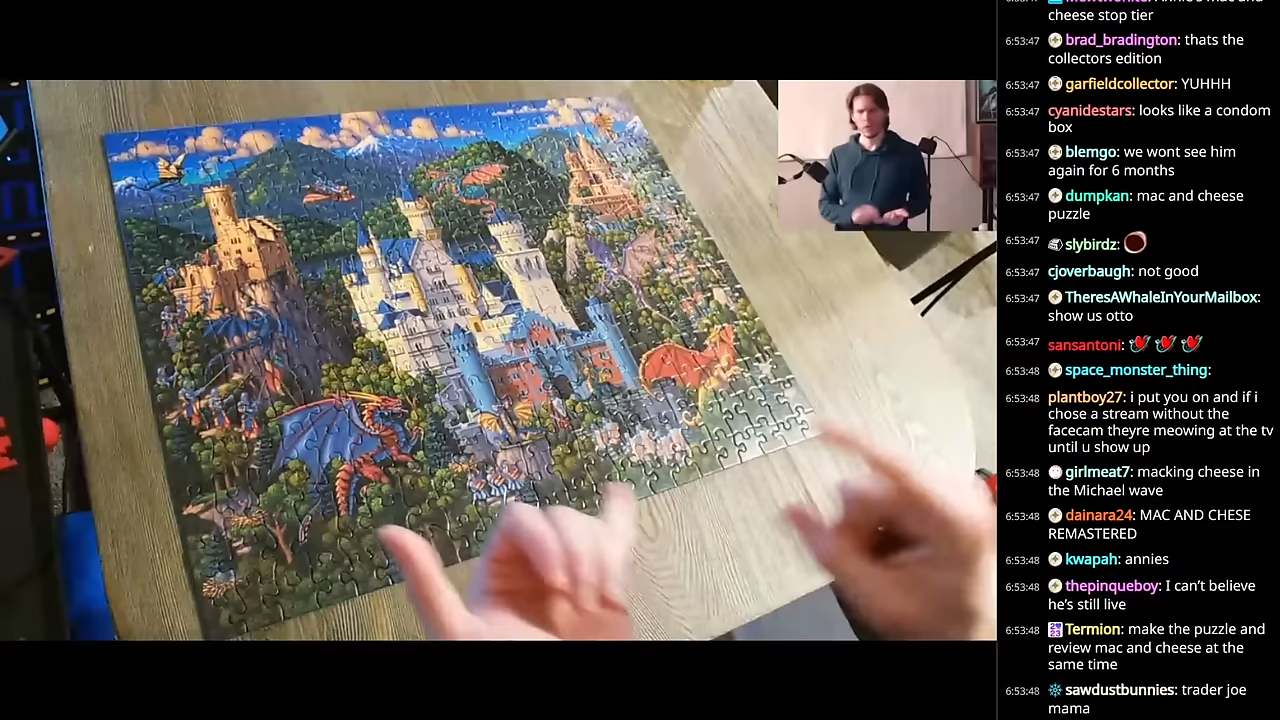 cheese stop tier
6:53:47 brad_bradington: thats the
collectors edition
6:53:47 garfieldcollector: YUHHH
6:53:47 cyanidestars: looks like a condom
box
6:53:47 blemgo: we wont see him
again for 6 months
6:53:47 dumpkan: mac and cheese
puzzle
6:53:47 slybirdz:
6:53:47 cjoverbaugh: not good
6:53:47 TheresAWhaleInYourMailbox:
show us otto
6:53:47 sansantoni:
6:53:48 space_monster_thing:
6:53:48 plantboy27: i put you on and if i
chose a stream without the
facecam theyre meowing at the tv
until u show up
6:53:48 girlmeat7: macking cheese in
the Michael wave
6:53:48 dainara24: MAC AND CHESE
REMASTERED
6:53:48 kwapah: annies
6:53:48 thepinqueboy: I can't believe
he's still live
6:53:48 Termion: make the puzzle and
review mac and cheese at the
same time
6:53:48 sawdustbunnies: trader joe
mama